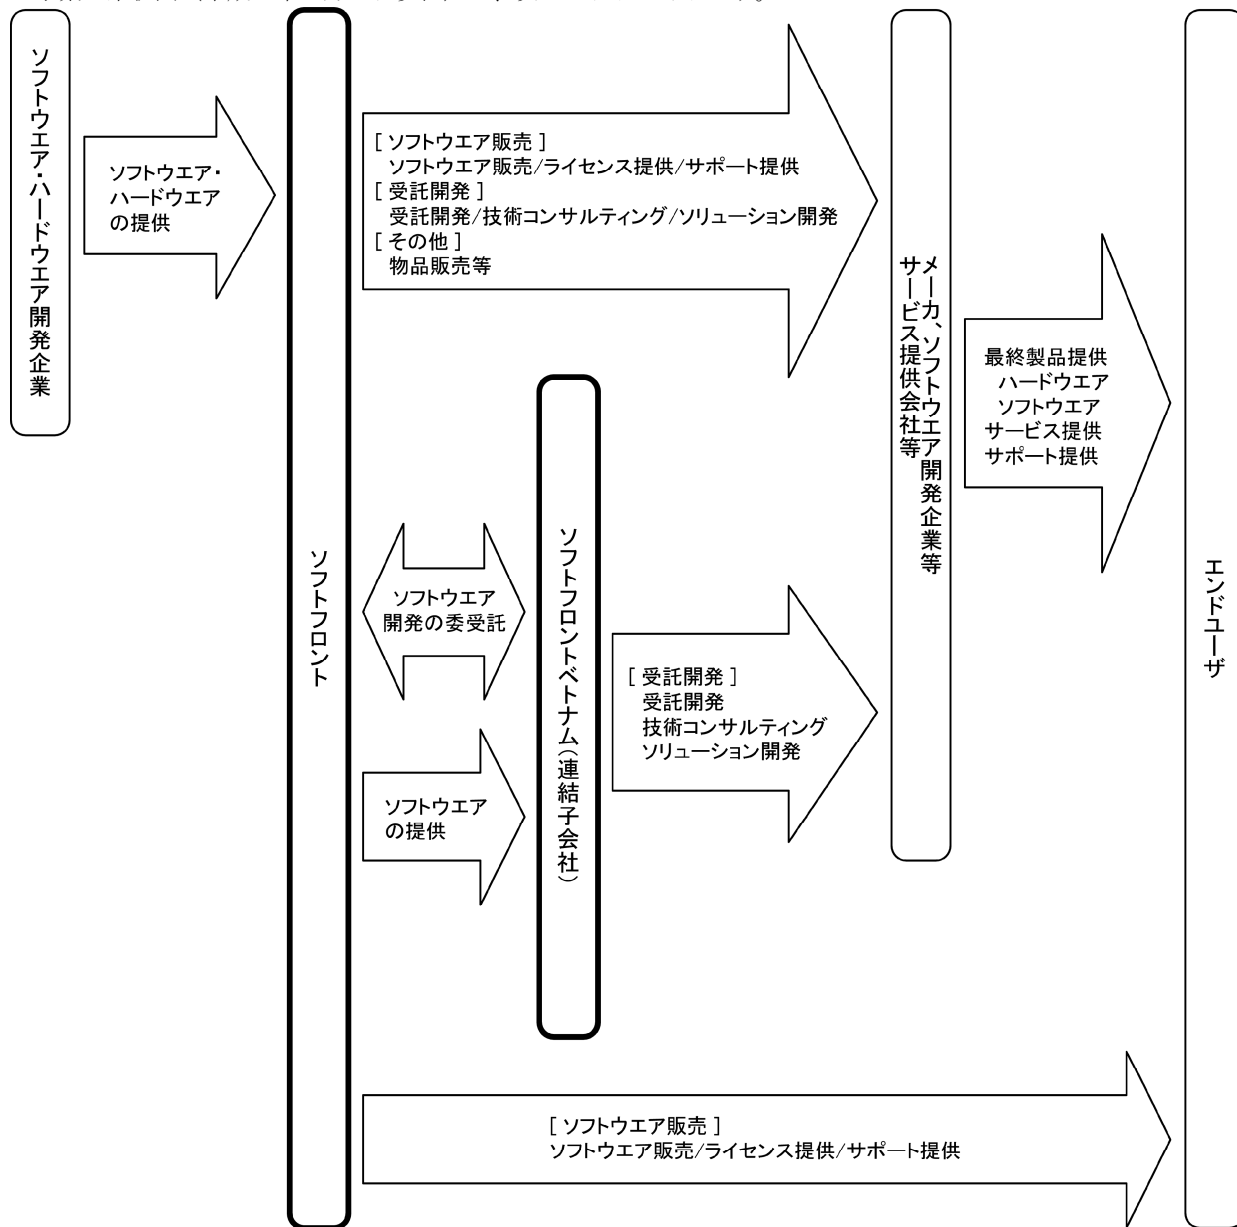 ソフトウエア・ハードウエア開発企業
ソフトウエア・
ハードウエア
の提供
ソフトフロント
[ ソフトウエア販売 ]
ソフトウエア販売/ライセンス提供/サポート提供
[ 受託開発 ]
受託開発/技術コンサルティング/ソリューション開発
[ その他 ]
物品販売等
ソフトウエア
開発の委受託
ソフトウエア
の提供
ソフトフロントベトナム(連結子会社)
[ 受託開発 ]
受託開発
技術コンサルティング
ソリューション開発
メーカ、ソフトウエア開発企業等
サービス提供会社等
最終製品提供
ハードウエア
ソフトウエア
サービス提供
サポート提供
エンドユーザ
[ ソフトウエア販売 ]
ソフトウエア販売/ライセンス提供/サポート提供